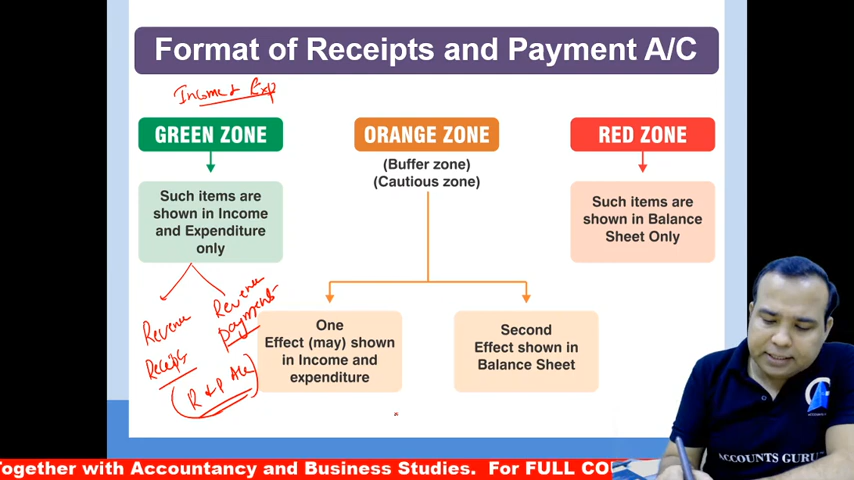 Format of Receipts and Payment A/C
Income & Exp
GREEN ZONE
Such items are
shown in Income
and Expenditure
only
Revenue
Receipts
Revenue
payments
(R & P A/c)
ORANGE ZONE
(Buffer zone)
(Cautious zone)
One
Effect (may) shown
in Income and
expenditure
Second
Effect shown in
Balance Sheet
RED ZONE
Such items are
shown in Balance
Sheet Only
ACCOUNTS GURU
Together with Accountancy and Business Studies. For FULL CO